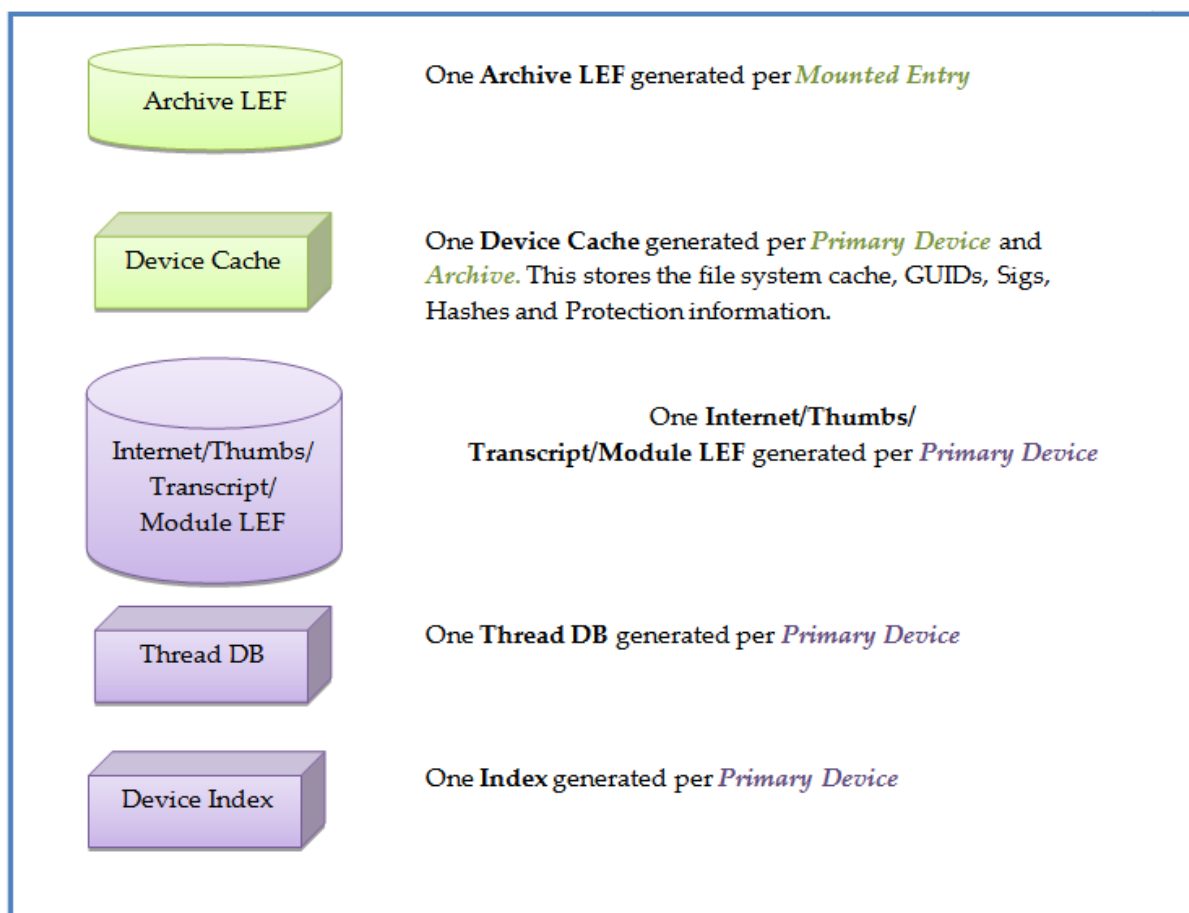 Archive LEF
One Archive LEF generated per Mounted Entry
Device Cache
One Device Cache generated per Primary Device and
Archive. This stores the file system cache, GUIDs, Sigs,
Hashes and Protection information.
Internet/Thumbs/
Transcript/
Module LEF
One Internet/Thumbs/
Transcript/Module LEF generated per Primary Device
Thread DB
One Thread DB generated per Primary Device
Device Index
One Index generated per Primary Device